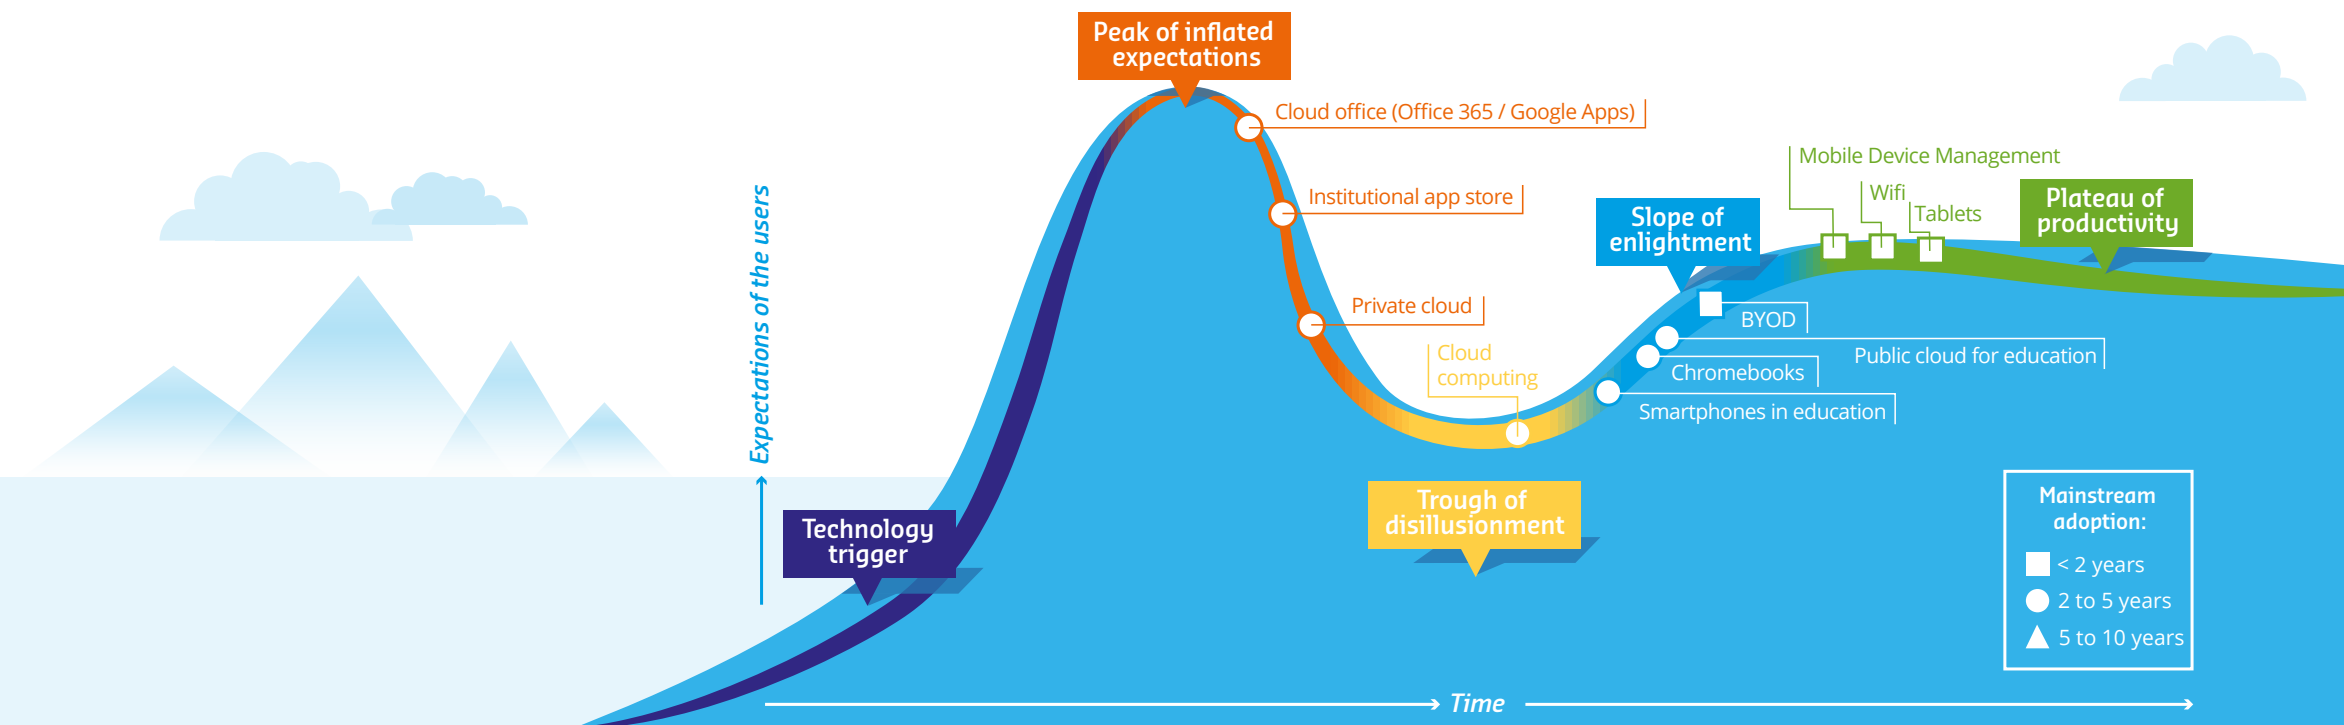 Peak of inflated
expectations
Cloud office (Office 365 / Google Apps)
Mobile Device Management
Wifi
Tablets
Institutional app store
Slope of
enlightment
Plateau of
productivity
Expectations of the users
Private cloud
BYOD
Cloud
computing
Public cloud for education
Chromebooks
Smartphones in education
Trough of
disillusionment
Technology
trigger
Mainstream
adoption:
< 2 years
2 to 5 years
5 to 10 years
Time